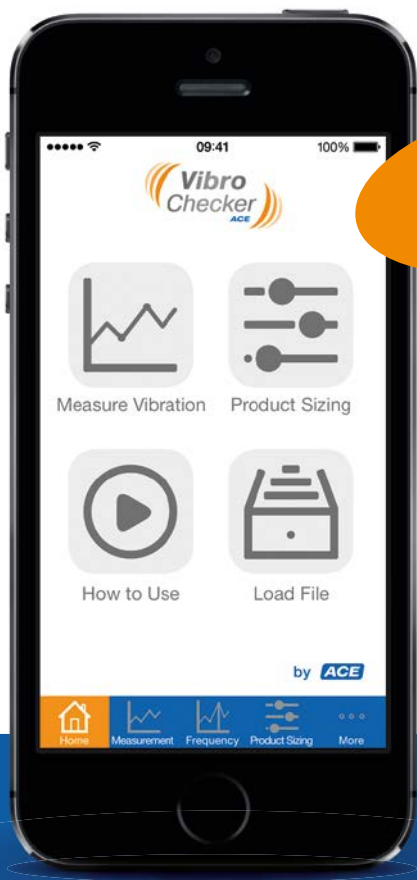 09:41
100%
Vibro
Checker
ACE
Measure Vibration
Product Sizing
How to Use
Load File
by ACE
Home
Measurement
Frequency
Product Sizing
More